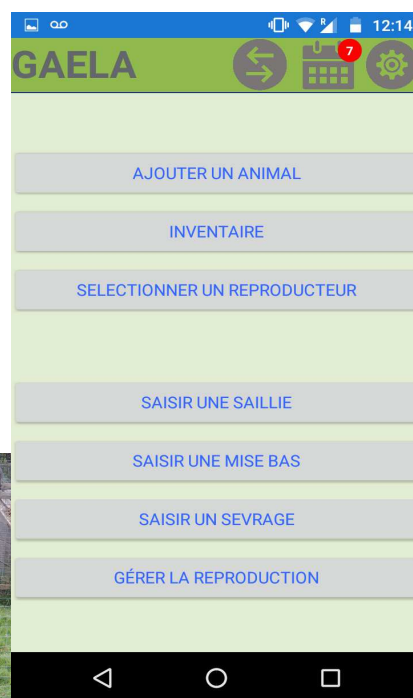 R 12:14
GAELA 7
AJOUTER UN ANIMAL
INVENTAIRE
SELECTIONNER UN REPRODUCTEUR
SAISIR UNE SAILLIE
SAISIR UNE MISE BAS
SAISIR UN SEVRAGE
GÉRER LA REPRODUCTION